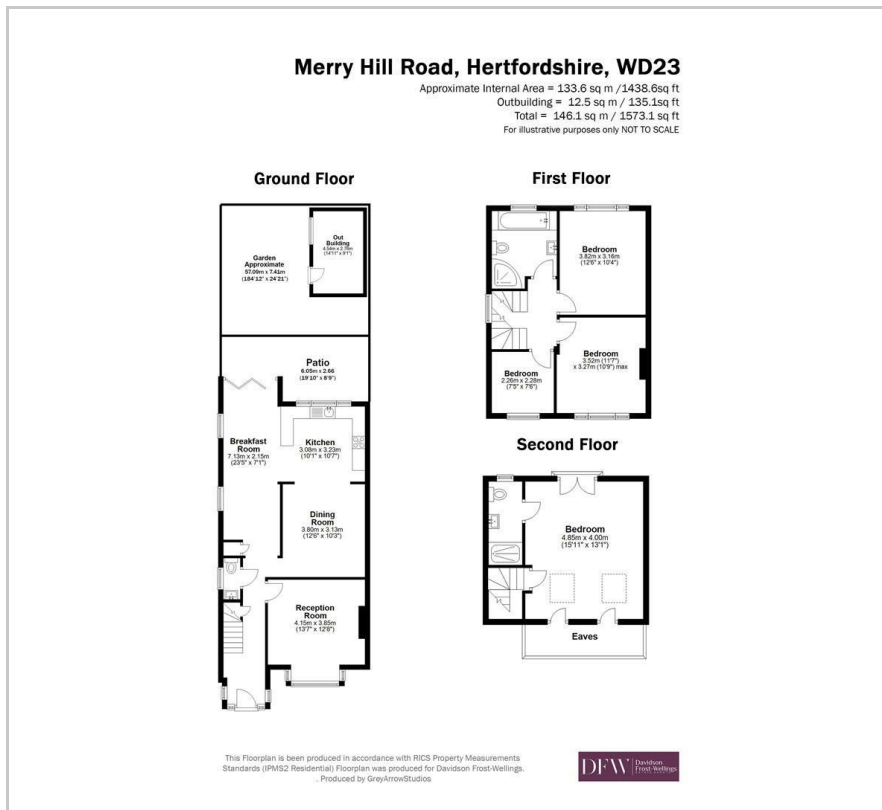 Merry Hill Road, Hertfordshire, WD23
Approximate Internal Area = 133.6 sq m /1438.6sq ft
Outbuilding = 12.5 sq m / 135.1sq ft
Total = 146.1 sq m / 1573.1 sq ft
For illustrative purposes only NOT TO SCALE
Ground Floor
Out
Building
4.54m x 2.76m
(14'11" x 9'1")
Garden
Approximate
57.09m x 7.41m
(184'12" x 24'21")
Patio
6.05m x 2.66
(19'10" x 8'9")
Breakfast
Room
7.13m x 2.15m
(23'5" x 7'1")
Kitchen
3.08m x 3.23m
(10'1" x 10'7")
Dining
Room
3.80m x 3.13m
(12'6" x 10'3")
Reception
Room
4.15m x 3.85m
(13'7" x 12'8")
First Floor
Bedroom
3.82m x 3.16m
(12'6" x 10'4")
Bedroom
3.52m (11'7")
x 3.27m (10'9") max
Bedroom
2.26m x 2.28m
(7'5" x 7'6")
Second Floor
Bedroom
4.85m x 4.00m
(15'11" x 13'1")
Eaves
This Floorplan is been produced in accordance with RICS Property Measurements
Standards (IPMS2 Residential) Floorplan was produced for Davidson Frost-Wellings.
. Produced by GreyArrowStudios
DFW
Davidson
Frost-Wellings